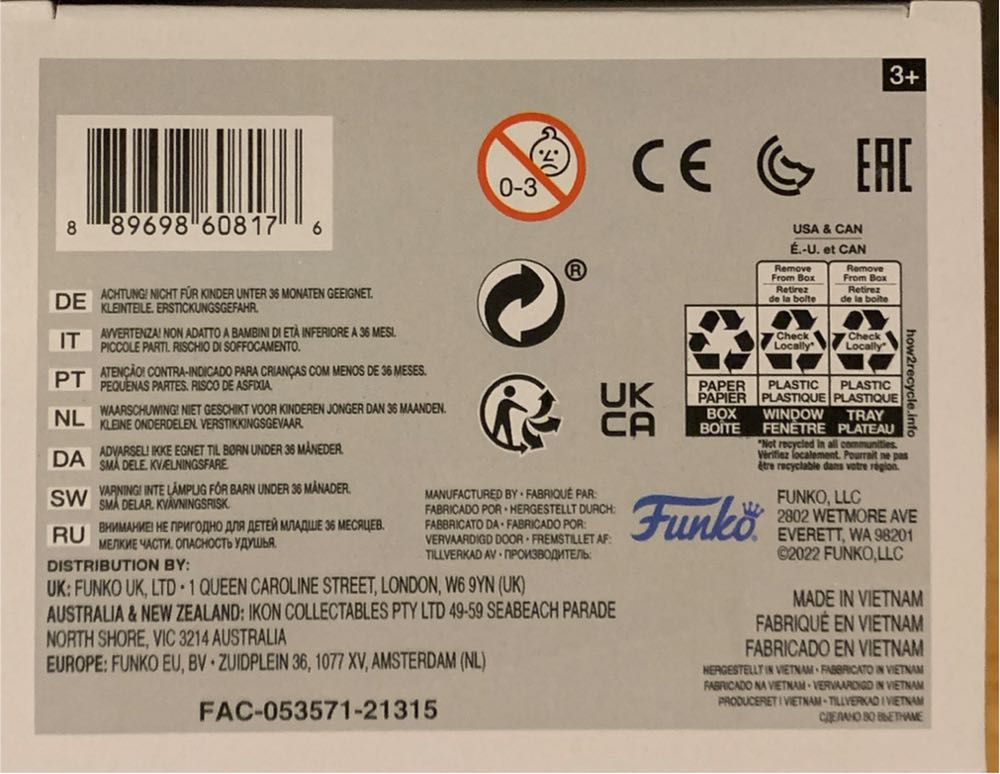 3+
8 89698 60817 6
0-3
CE
EAC
®
UK
CA
USA & CAN
É.-U. et CAN
Remove From Box
Retirez de la boîte
Remove From Box
Retirez de la boîte
Check Locally*
Check Locally*
PAPER PAPIER
PLASTIC PLASTIQUE
PLASTIC PLASTIQUE
BOX BOÎTE
WINDOW FENÊTRE
TRAY PLATEAU
how2recycle.info
*Not recycled in all communities.
Vérifiez localement. Pourrait ne pas
être recyclable dans votre région.
DE ACHTUNG! NICHT FÜR KINDER UNTER 36 MONATEN GEEIGNET.
KLEINTEILE. ERSTICKUNGSGEFAHR.
IT AVVERTENZA! NON ADATTO A BAMBINI DI ETÀ INFERIORE A 36 MESI.
PICCOLE PARTI. RISCHIO DI SOFFOCAMENTO.
PT ATENÇÃO! CONTRA-INDICADO PARA CRIANÇAS COM MENOS DE 36 MESES.
PEQUENAS PARTES. RISCO DE ASFIXIA.
NL WAARSCHUWING! NIET GESCHIKT VOOR KINDEREN JONGER DAN 36 MAANDEN.
KLEINE ONDERDELEN. VERSTIKKINGSGEVAAR.
DA ADVARSEL! IKKE EGNET TIL BØRN UNDER 36 MÅNEDER.
SMÅ DELE. KVÆLNINGSFARE.
SW VARNING! INTE LÄMPLIG FÖR BARN UNDER 36 MÅNADER.
SMÅ DELAR. KVÄVNINGSRISK.
RU ВНИМАНИЕ! НЕ ПРИГОДНО ДЛЯ ДЕТЕЙ МЛАДШЕ 36 МЕСЯЦЕВ.
МЕЛКИЕ ЧАСТИ. ОПАСНОСТЬ УДУШЬЯ.
MANUFACTURED BY • FABRIQUÉ PAR:
FABRICADO POR • HERGESTELLT DURCH:
FABBRICATO DA • FABRICADO POR:
VERVAARDIGD DOOR • FREMSTILLET AF:
TILLVERKAD AV • ПРОИЗВОДИТЕЛЬ:
Funko
FUNKO, LLC
2802 WETMORE AVE
EVERETT, WA 98201
©2022 FUNKO,LLC
DISTRIBUTION BY:
UK: FUNKO UK, LTD • 1 QUEEN CAROLINE STREET, LONDON, W6 9YN (UK)
AUSTRALIA & NEW ZEALAND: IKON COLLECTABLES PTY LTD 49-59 SEABEACH PARADE
NORTH SHORE, VIC 3214 AUSTRALIA
EUROPE: FUNKO EU, BV • ZUIDPLEIN 36, 1077 XV, AMSTERDAM (NL)
MADE IN VIETNAM
FABRIQUÉ EN VIETNAM
FABRICADO EN VIETNAM
HERGESTELLT IN VIETNAM • FABBRICATO IN VIETNAM
FABRICADO NA VIETNAM • VERVAARDIGD IN VIETNAM
PRODUCERET I VIETNAM • TILLVERKAD I VIETNAM
СДЕЛАНО ВО ВЬЕТНАМЕ
FAC-053571-21315